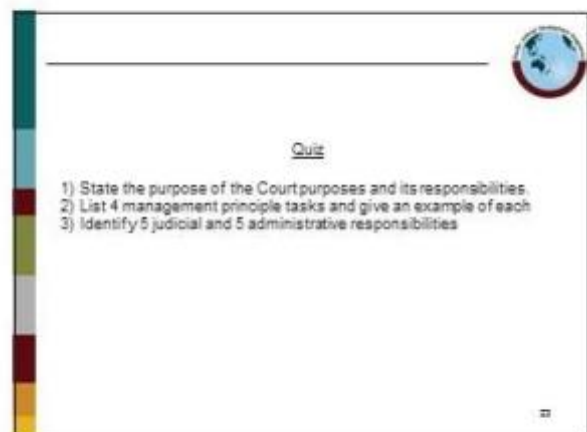 Quiz
1) State the purpose of the Court purposes and its responsibilities.
2) List 4 management principle tasks and give an example of each
3) Identify 5 judicial and 5 administrative responsibilities